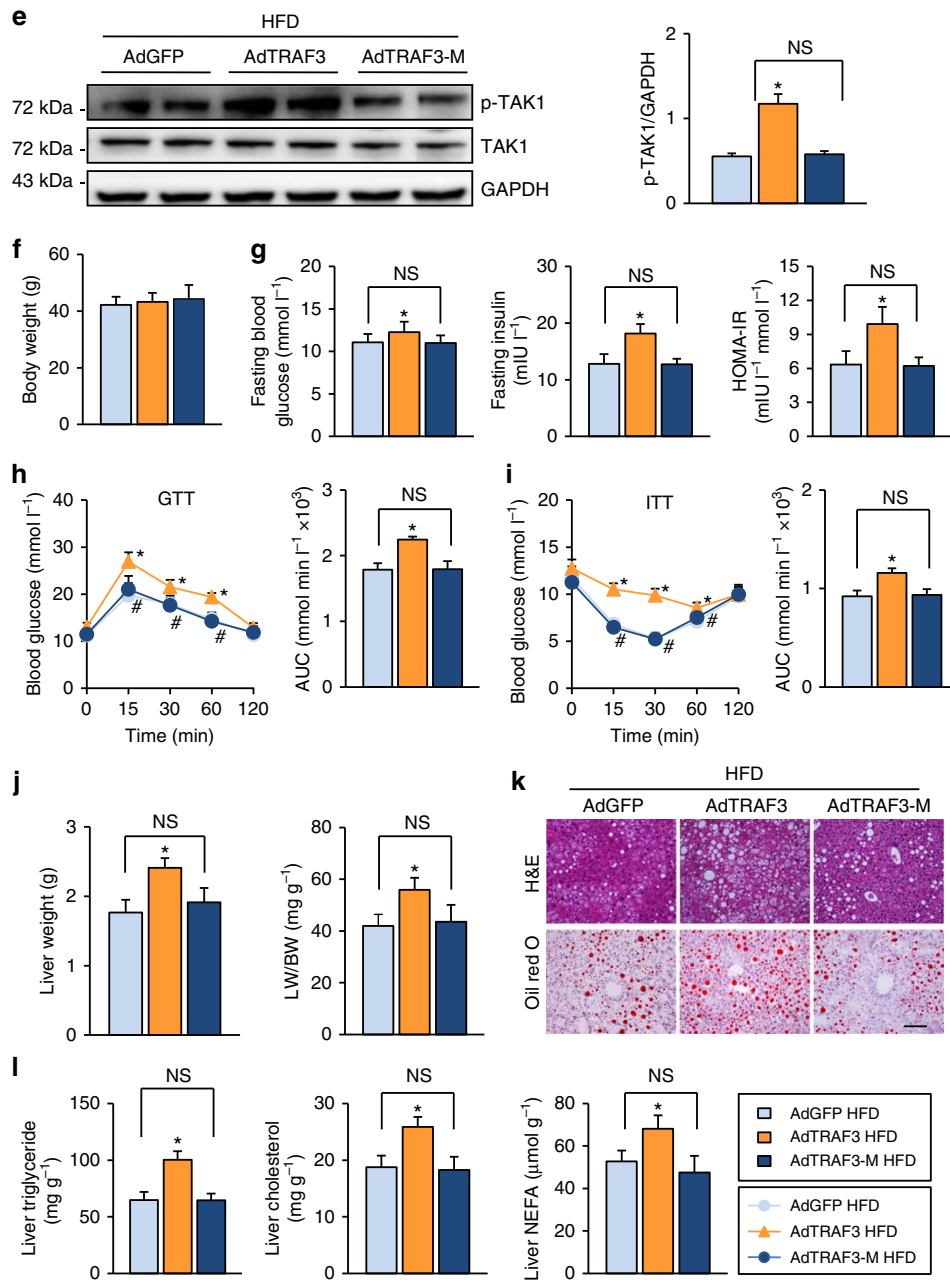 e
HFD
AdGFP AdTRAF3 AdTRAF3-M
72 kDa - p-TAK1
72 kDa - TAK1
43 kDa - GAPDH
p-TAK1/GAPDH
2
1
0
NS
*
f
Body weight (g)
60
40
20
0
g
Fasting blood
glucose (mmol l⁻¹)
20
15
10
5
0
NS
*
Fasting insulin
(mIU l⁻¹)
30
20
10
0
NS
*
HOMA-IR
(mIU l⁻¹ mmol l⁻¹)
15
12
9
6
3
0
NS
*
h
GTT
Blood glucose (mmol l⁻¹)
40
30
20
10
0
* * *
# # #
0 15 30 60 120
Time (min)
AUC (mmol min l⁻¹ ×10³)
3
2
1
0
NS
*
i
ITT
Blood glucose (mmol l⁻¹)
20
15
10
5
0
* * *
# # #
0 15 30 60 120
Time (min)
AUC (mmol min l⁻¹ ×10³)
2
1
0
NS
*
j
Liver weight (g)
3
2
1
0
NS
*
LW/BW (mg g⁻¹)
80
60
40
20
0
NS
*
k
HFD
AdGFP AdTRAF3 AdTRAF3-M
H&E
Oil red O
l
Liver triglyceride
(mg g⁻¹)
150
100
50
0
NS
*
Liver cholesterol
(mg g⁻¹)
30
20
10
0
NS
*
Liver NEFA (μmol g⁻¹)
80
60
40
20
0
NS
*
AdGFP HFD
AdTRAF3 HFD
AdTRAF3-M HFD
AdGFP HFD
AdTRAF3 HFD
AdTRAF3-M HFD